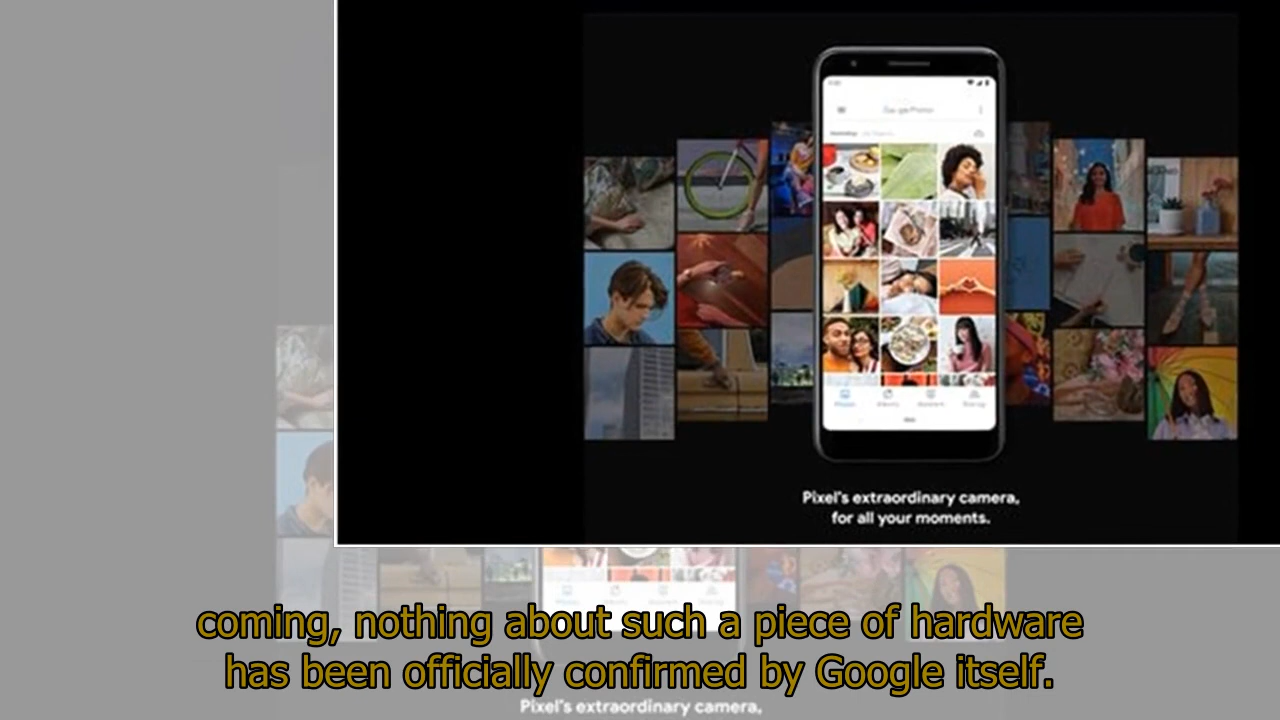 Pixel's extraordinary camera,
for all your moments.
coming, nothing about such a piece of hardware
has been officially confirmed by Google itself.
Pixel's extraordinary camera,